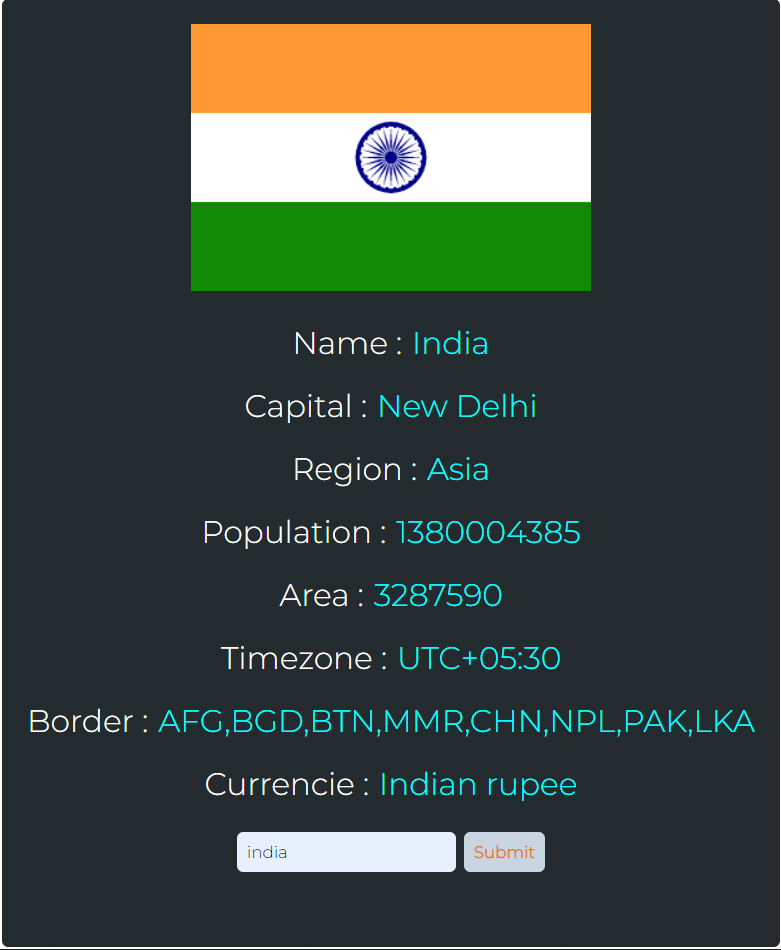 Name : India
Capital : New Delhi
Region : Asia
Population : 1380004385
Area : 3287590
Timezone : UTC+05:30
Border : AFG,BGD,BTN,MMR,CHN,NPL,PAK,LKA
Currencie : Indian rupee
india Submit